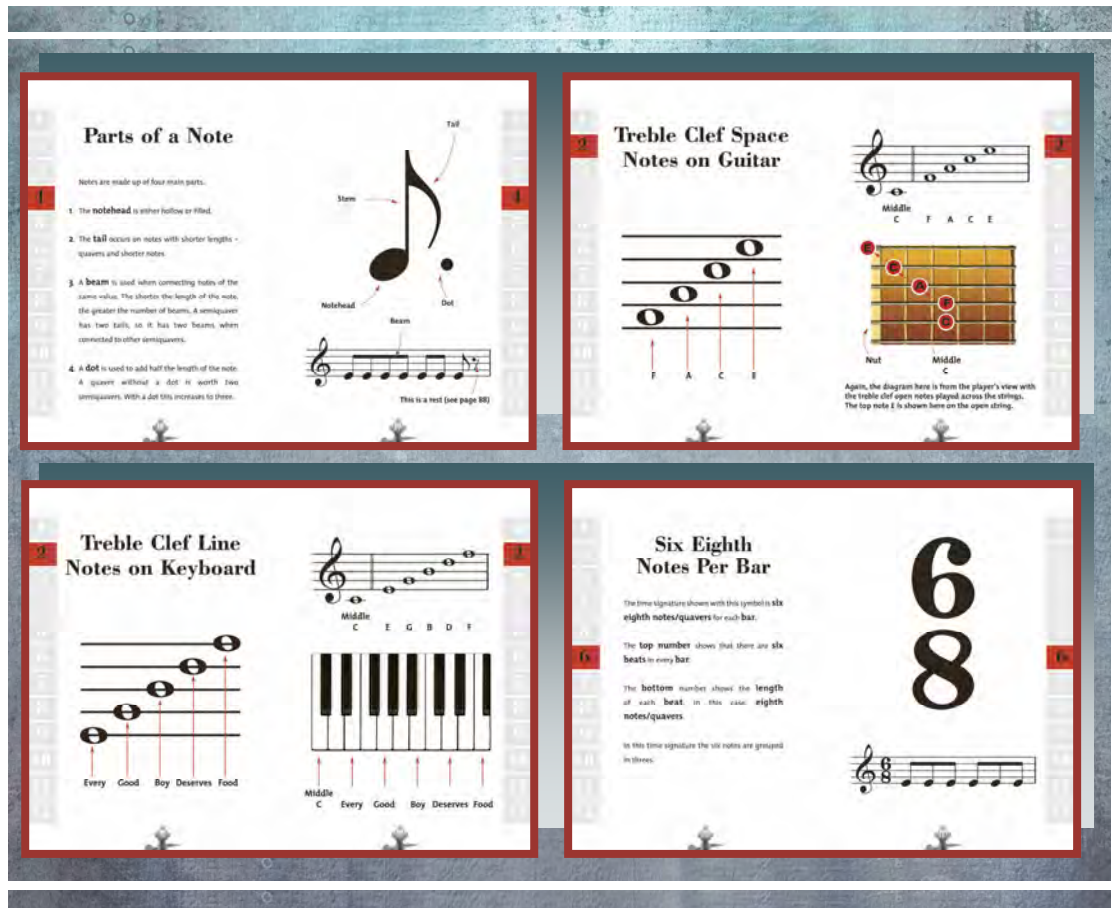 Parts of a Note
Notes are made up of four main parts.
1 The notehead is either hollow or filled.
2 The tail occurs on notes with shorter lengths –
quavers and shorter notes
3 A beam is used when connecting notes of the
same value. The shorter the length of the note,
the greater the number of beams. A semiquaver
has two tails, so it has two beams when
connected to other semiquavers.
4 A dot is used to add half the length of the note.
A quaver without a dot is worth two
semiquavers. With a dot this increases to three.
1
Tail
Stem
Notehead
Dot
Beam
This is a rest (see page 88)
2
Treble Clef Space
Notes on Guitar
F A C E
Middle
C F A C E
E
C
A
F
C
Nut
Middle
C
Again, the diagram here is from the player's view with
the treble clef open notes played across the strings.
The top note E is shown here on the open string.
2
2
Treble Clef Line
Notes on Keyboard
Every Good Boy Deserves Food
Middle
C E G B D F
Middle
C Every Good Boy Deserves Food
2
6
Six Eighth
Notes Per Bar
The time signature shown with this symbol is six
eighth notes/quavers for each bar.
The top number shows that there are six
beats in every bar.
The bottom number shows the length
of each beat, in this case eighth
notes/quavers.
In this time signature the six notes are grouped
in threes.
6
8
6
8
6